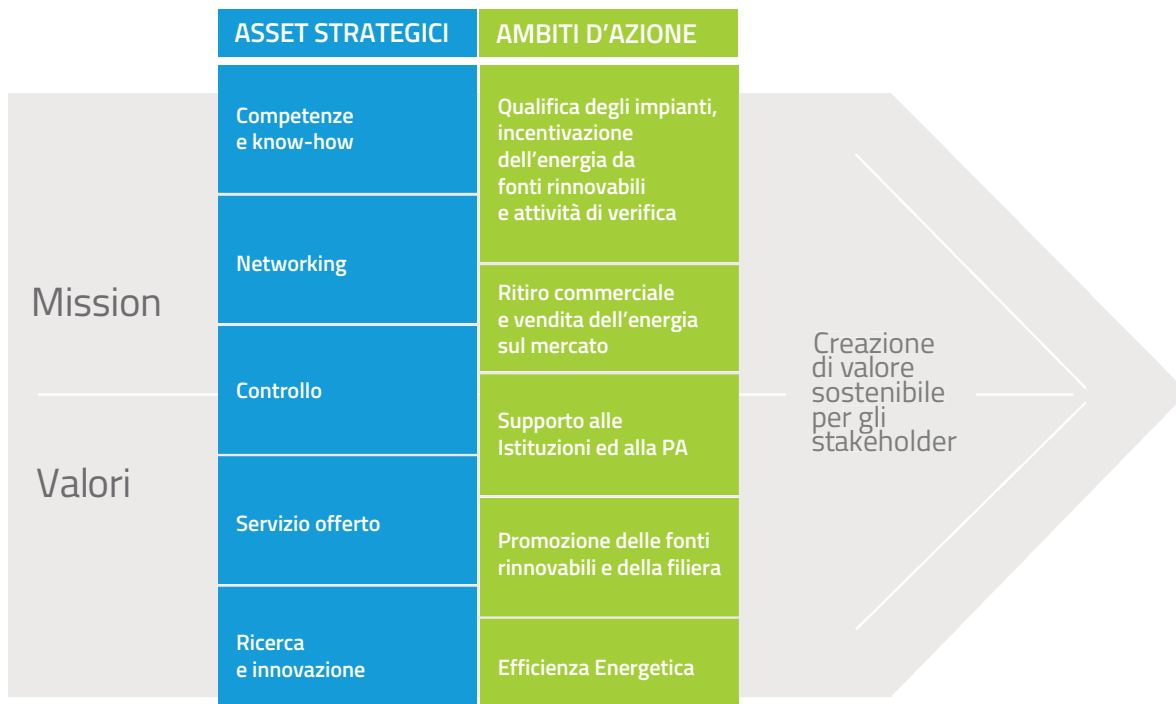 ASSET STRATEGICI
AMBITI D'AZIONE
Mission
Valori
Competenze
e know-how
Networking
Controllo
Servizio offerto
Ricerca
e innovazione
Qualifica degli impianti,
incentivazione
dell'energia da
fonti rinnovabili
e attività di verifica
Ritiro commerciale
e vendita dell'energia
sul mercato
Supporto alle
Istituzioni ed alla PA
Promozione delle fonti
rinnovabili e della filiera
Efficienza Energetica
Creazione
di valore
sostenibile
per gli
stakeholder